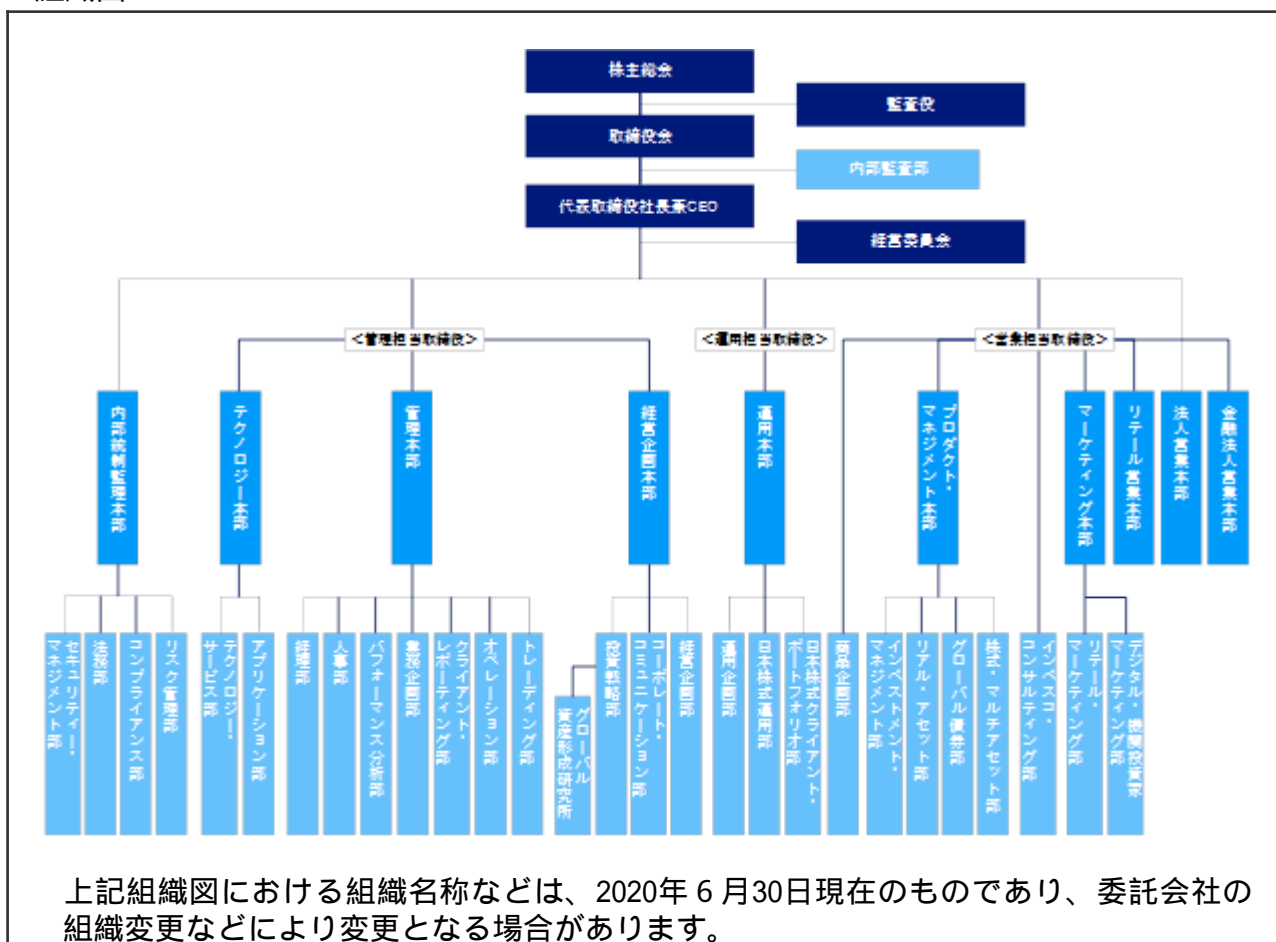 株主総会
監査役
取締役会
内部監査部
代表取締役社長兼CEO
経営委員会
＜管理担当取締役＞
＜運用担当取締役＞
＜営業担当取締役＞
内部統制監理本部
テクノロジー本部
管理本部
経営企画本部
運用本部
プロダクト・
マネジメント本部
マーケティング本部
リテール営業本部
法人営業本部
金融法人営業本部
セキュリティー・
マネジメント部
法務部
コンプライアンス部
リスク管理部
テクノロジー・
サービス部
アプリケーション部
経理部
人事部
パフォーマンス分析部
業務企画部
クライアント・
レポーティング部
オペレーション部
トレーディング部
グローバル
資産形成研究所
投資戦略部
コーポレート・
コミュニケーション部
経営企画部
運用企画部
日本株式運用部
日本株式クライアント・
ポートフォリオ部
商品企画部
インベストメント・
マネジメント部
リアル・アセット部
グローバル債券部
株式・マルチアセット部
インベスコ・
コンサルティング部
リテール・
マーケティング部
デジタル・機関投資家
マーケティング部
上記組織図における組織名称などは、2020年６月30日現在のものであり、委託会社の
組織変更などにより変更となる場合があります。